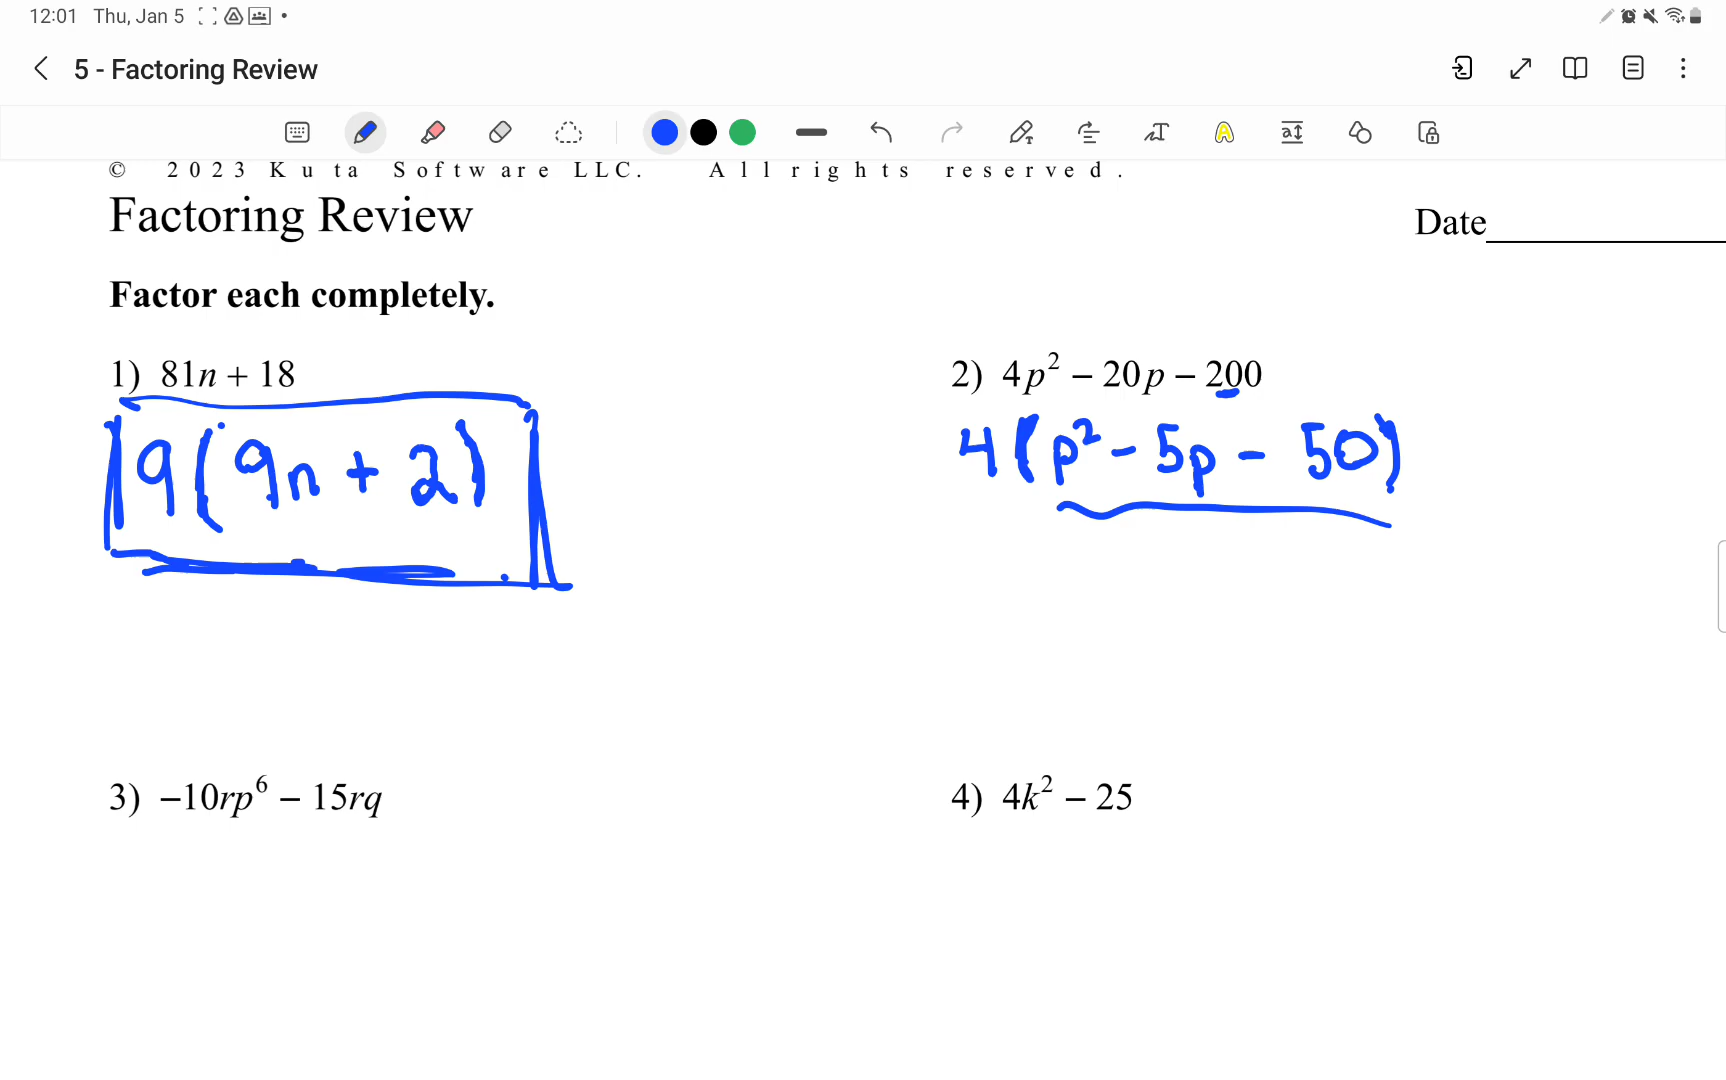 12:01 Thu, Jan 5
5 - Factoring Review
© 2023 Kuta Software LLC. All rights reserved.
Factoring Review
Date
Factor each completely.
1) 81n + 18
9(9n + 2)
2) 4p² − 20p − 200
4(p² - 5p - 50)
3) −10rp⁶ − 15rq
4) 4k² − 25